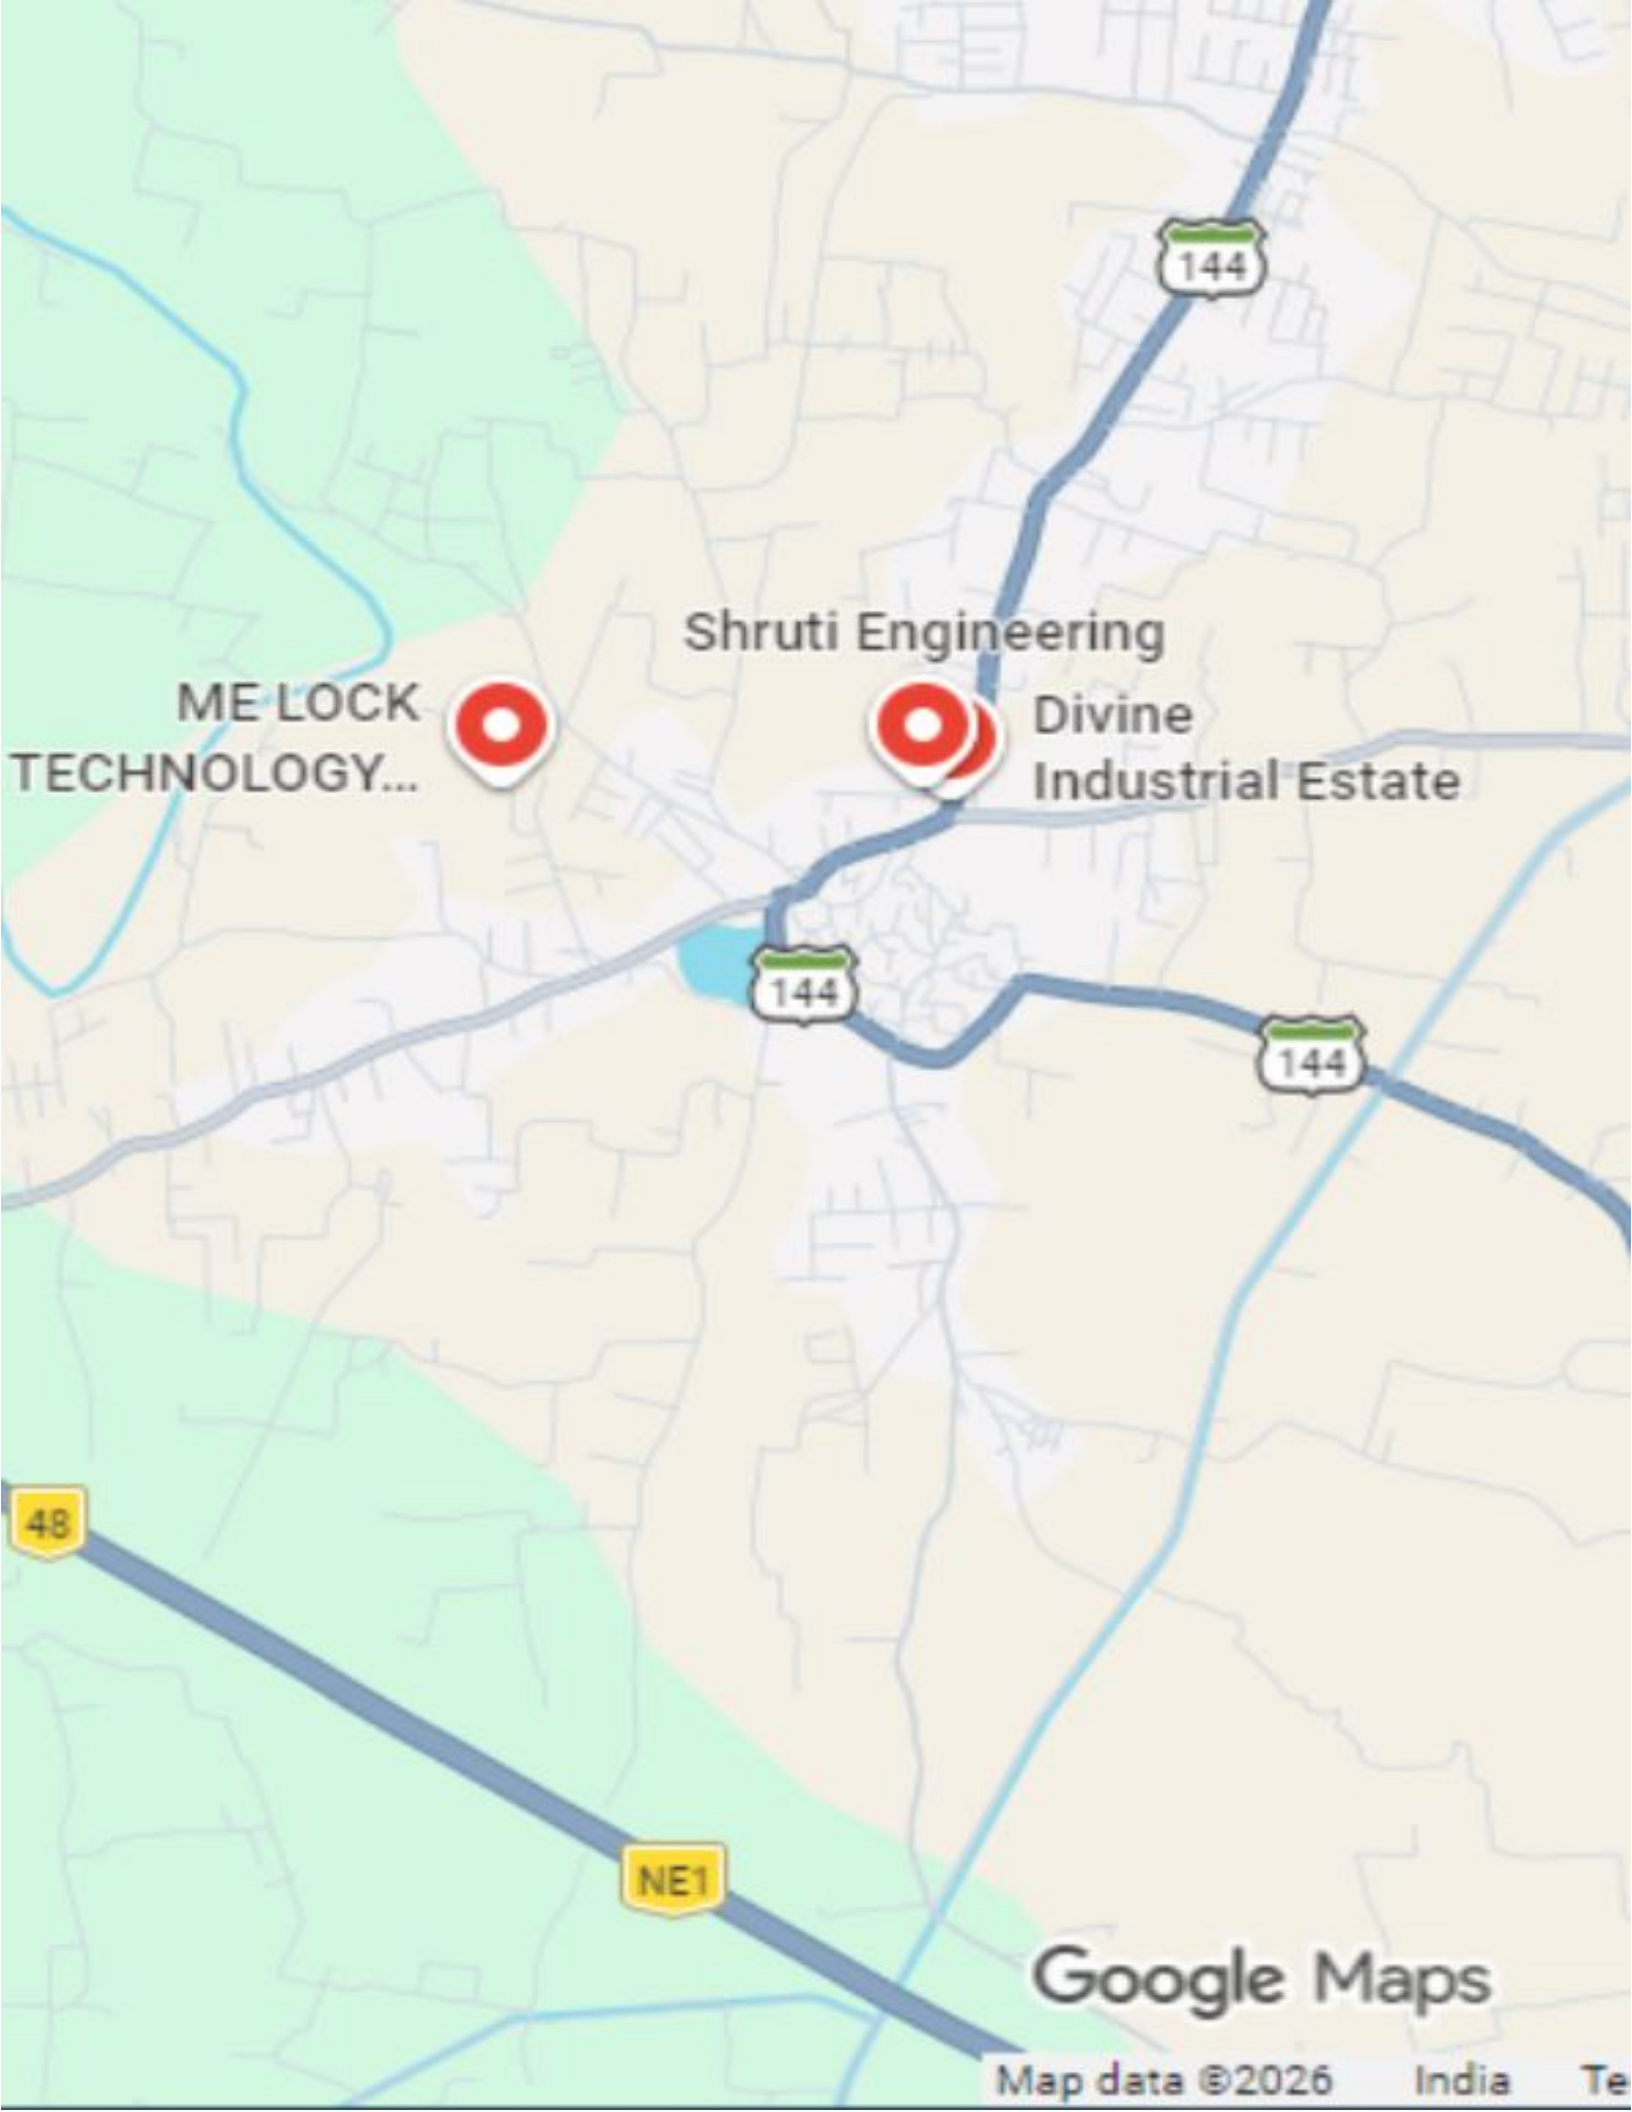 144
Shruti Engineering
ME LOCK
TECHNOLOGY...
Divine
Industrial Estate
144
144
48
NE1
Google Maps
Map data ©2026 India Te